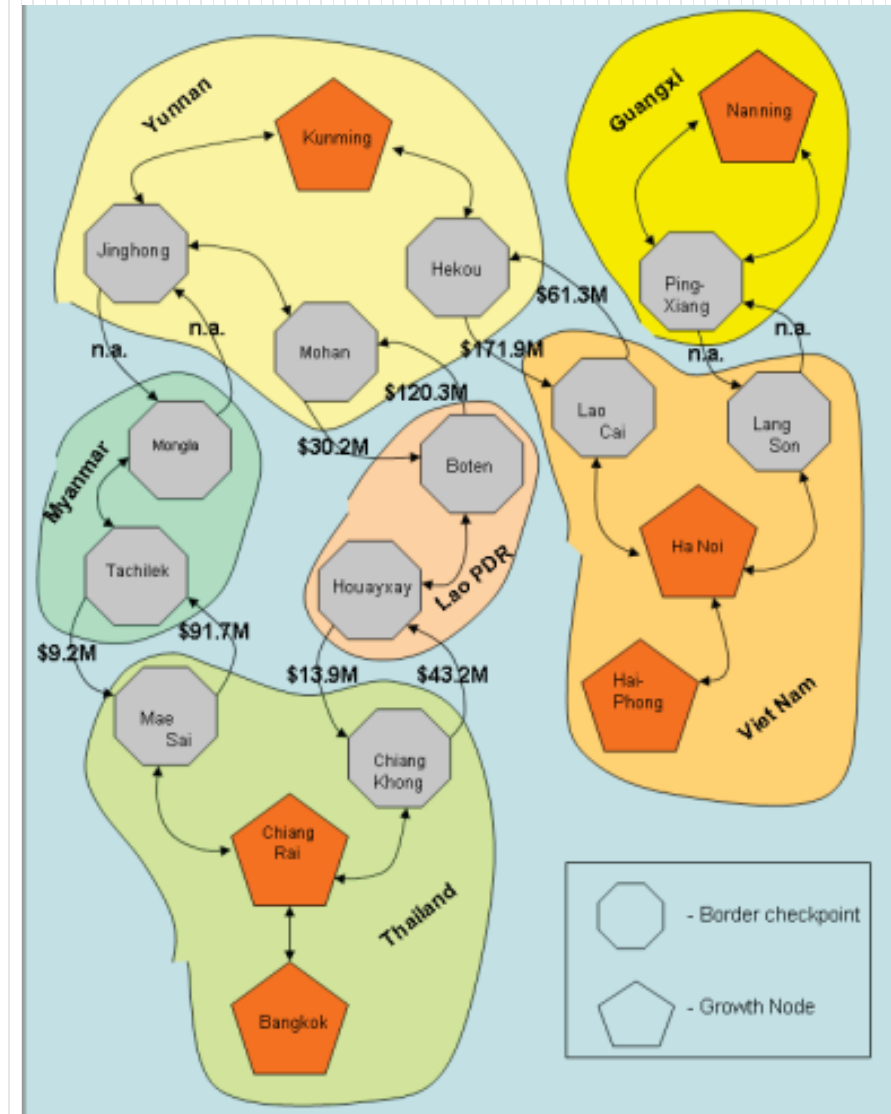 Yunnan
Kunming
Guangxi
Nanning
Jinghong
Hekou
Ping-
Xiang
$61.3M
n.a.
n.a.
Mohan
$171.9M
n.a.
n.a.
$120.3M
Lao
Cai
Lang
Son
Mongla
$30.2M
Boten
Myanmar
Tachilek
Houayxay
Lao PDR
Ha Noi
$9.2M
$91.7M
$13.9M
$43.2M
Hai-
Phong
Viet Nam
Mae
Sai
Chiang
Khong
Chiang
Rai
Thailand
Bangkok
- Border checkpoint
- Growth Node